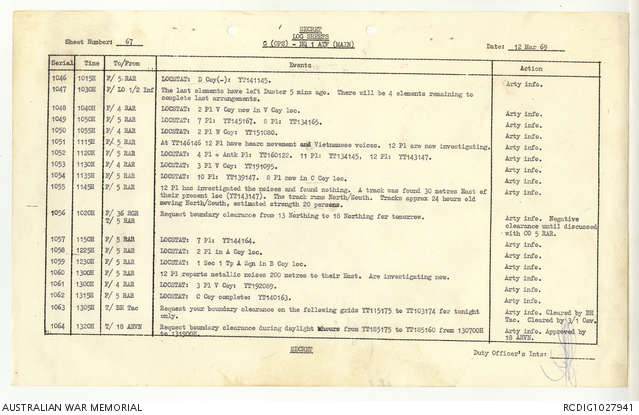 SECRET
LOG SHEETS
Sheet Number: 67
G (OPS) - HQ 1 ATF (MAIN)
Date: 12 Mar 69
Serial Time To/From Events Action
1046 1015H F/ 5 RAR LOCSTAT: D Coy(-): YT141145. Arty info.
1047 1030H F/ LO 1/2 Inf The last elements have left Duster 5 mins ago. There will be 4 elements remaining to Arty info.
complete last arrangements.
1048 1040H F/ 4 RAR LOCSTAT: 2 Pl V Coy now in V Coy loc. Arty info.
1049 1050H F/ 5 RAR LOCSTAT: 7 Pl: YT145167. 8 Pl: YT134165. Arty info.
1050 1055H F/ 4 RAR LOCSTAT: 2 Pl W Coy: YT151080. Arty info.
1051 1115H F/ 5 RAR At YT146146 12 Pl have heare movement and Vietnamese voices. 12 Pl are now investigating. Arty info.
1052 1120H F/ 5 RAR LOCSTAT: 4 Pl + Antk Pl: YT160122. 11 Pl: YT134145, 12 Pl: YT143147. Arty info.
1053 1130H F/ 4 RAR LOCSTAT: 3 Pl V Coy: YT191095. Arty info.
1054 1135H F/ 5 RAR LOCSTAT: 10 Pl: YT139147. 8 Pl now in C Coy loc. Arty info.
1055 1145H F/ 5 RAR 12 Pl has investigated the noises and found nothing. A track was found 30 metres East of Arty info.
their present loc (YT143147). The track runs North/South. Tracks approx 24 hours old
moving North/South, estimated strength 20 persons.
1056 1020H F/ 36 RGR Request boundary clearance from 13 Northing to 18 Northing for tomorrow. Arty info. Negative
T/ 5 RAR clearance until discussed
with CO 5 RAR.
1057 1150H F/ 5 RAR LOCSTAT: 7 Pl: YT144164. Arty info.
1058 1225H F/ 5 RAR LOCSTAT: 2 Pl in A Coy loc. Arty info.
1059 1230H F/ 5 RAR LOCSTAT: 1 Sec 1 Tp A Sqn in B Coy loc. Arty info.
1060 1300H F/ 5 RAR 12 Pl reports metallic noises 200 metres to their East. Are investigating now. Arty info.
1061 1300H F/ 4 RAR LOCSTAT: 3 Pl V Coy: YT192089. Arty info.
1062 1315H F/ 5 RAR LOCSTAT: C Coy complete: YT140163. Arty info.
1063 1305H T/ BH Tac Request your boundary clearance on the following grids YT115175 to YT103174 for tonight Arty info. Cleared by BH
only. Tac. Cleared by 3/1 Cav.
1064 1320H T/ 18 ARVN Request boundary clearance during daylight hours from YT185175 to YT185160 from 130700H Arty info. Approved by
to 131900H. 18 ARVN.
SECRET
Duty Officer's Ints:
AUSTRALIAN WAR MEMORIAL
RCDIG1027941